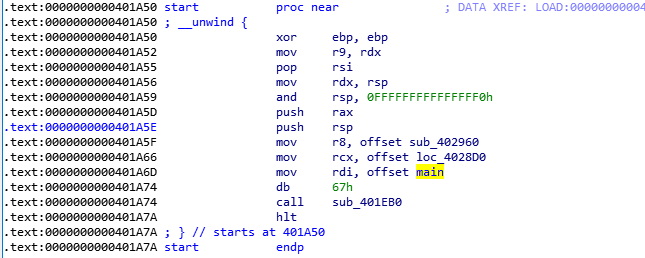 .text:0000000000401A50 start           proc near               ; DATA XREF: LOAD:00000000004
.text:0000000000401A50 ; __unwind {
.text:0000000000401A50                 xor     ebp, ebp
.text:0000000000401A52                 mov     r9, rdx
.text:0000000000401A55                 pop     rsi
.text:0000000000401A56                 mov     rdx, rsp
.text:0000000000401A59                 and     rsp, 0FFFFFFFFFFFFFFF0h
.text:0000000000401A5D                 push    rax
.text:0000000000401A5E                 push    rsp
.text:0000000000401A5F                 mov     r8, offset sub_402960
.text:0000000000401A66                 mov     rcx, offset loc_4028D0
.text:0000000000401A6D                 mov     rdi, offset main
.text:0000000000401A74                 db      67h
.text:0000000000401A74                 call    sub_401EB0
.text:0000000000401A7A                 hlt
.text:0000000000401A7A ; } // starts at 401A50
.text:0000000000401A7A start           endp